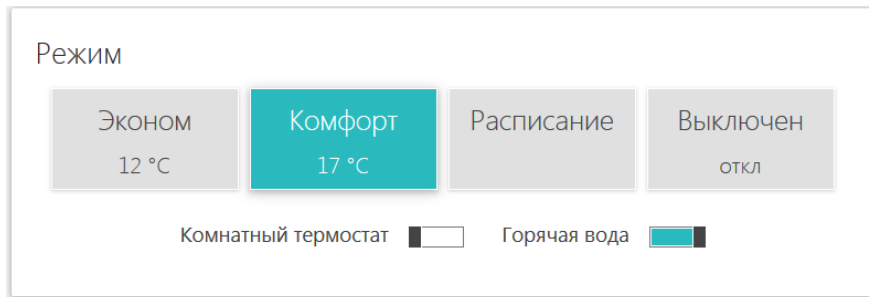 Режим
Эконом Комфорт Расписание Выключен
12 °C 17 °C откл
Комнатный термостат Горячая вода